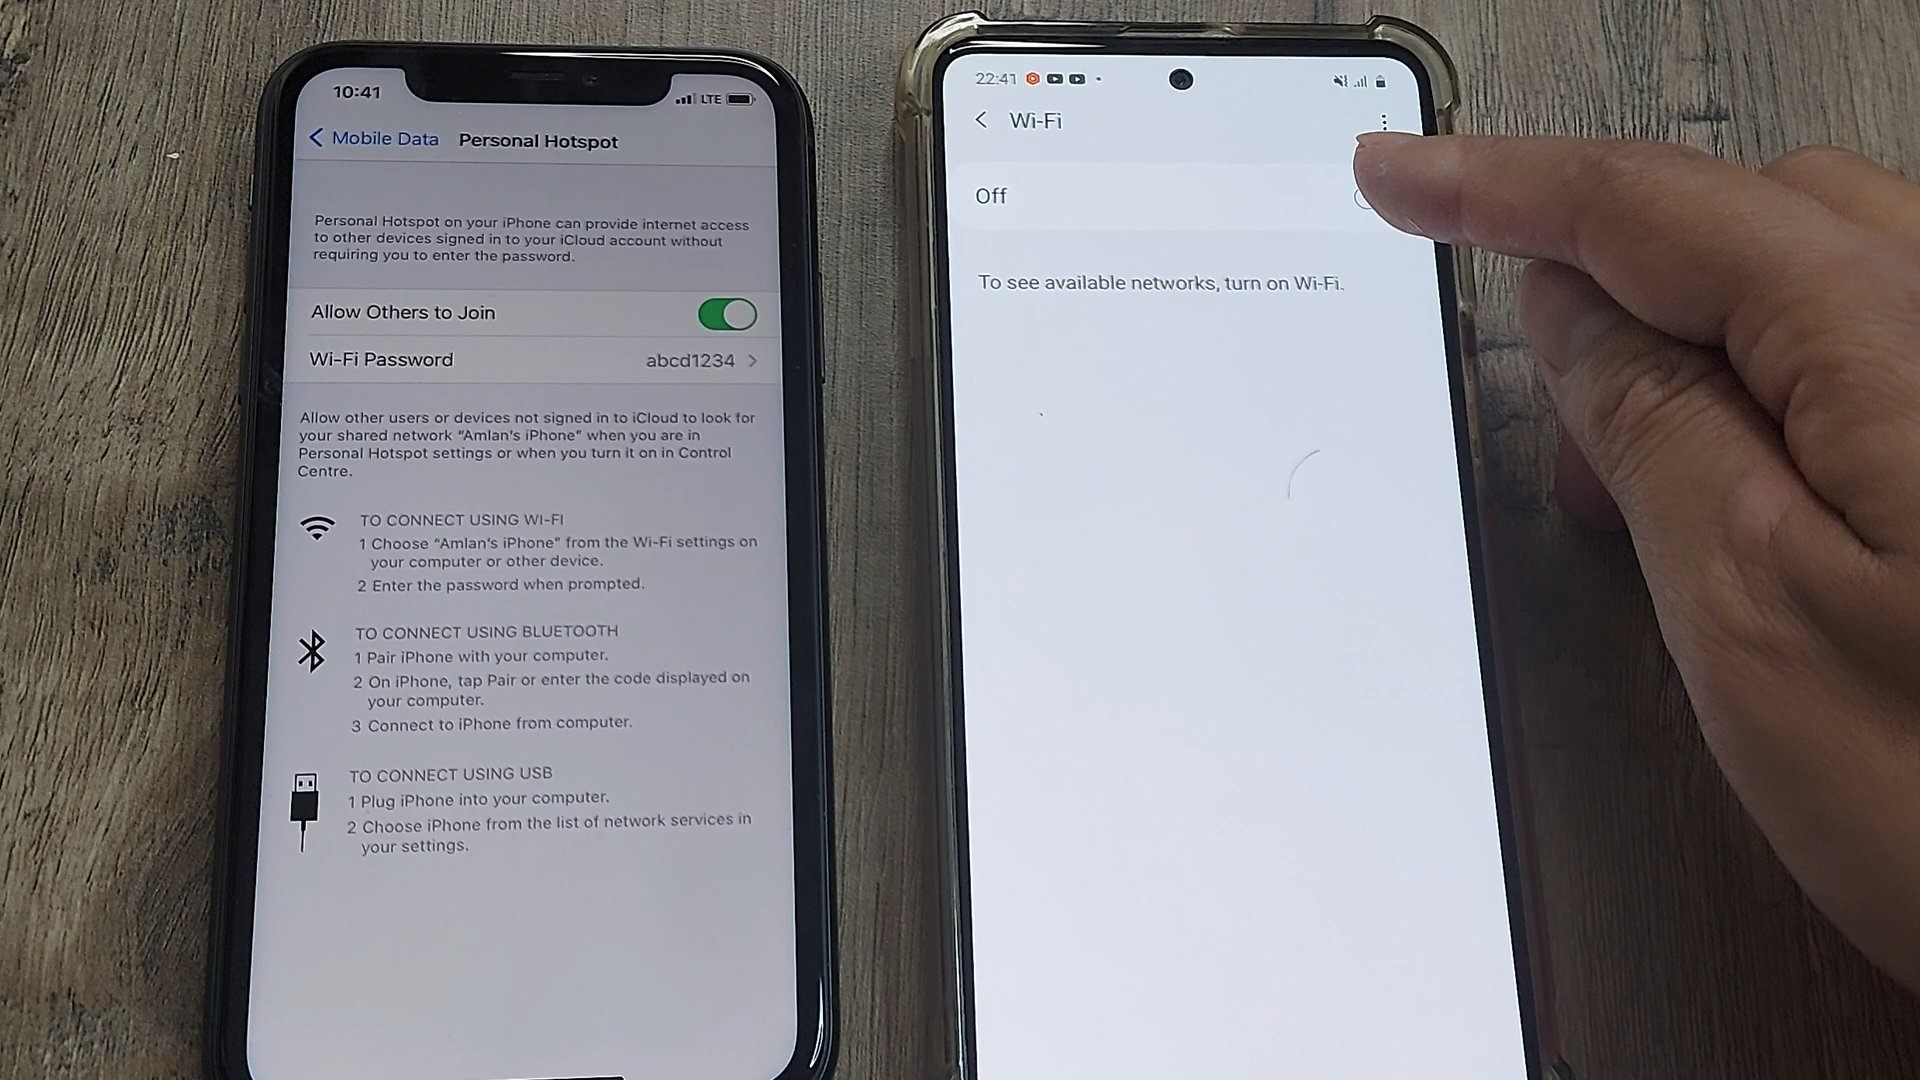 10:41
LTE
Mobile Data Personal Hotspot
Personal Hotspot on your iPhone can provide internet access
to other devices signed in to your iCloud account without
requiring you to enter the password.
Allow Others to Join
Wi-Fi Password abcd1234
Allow other users or devices not signed in to iCloud to look for
your shared network “Amlan’s iPhone” when you are in
Personal Hotspot settings or when you turn it on in Control
Centre.
TO CONNECT USING WI-FI
1 Choose “Amlan’s iPhone” from the Wi-Fi settings on
your computer or other device.
2 Enter the password when prompted.
TO CONNECT USING BLUETOOTH
1 Pair iPhone with your computer.
2 On iPhone, tap Pair or enter the code displayed on
your computer.
3 Connect to iPhone from computer.
TO CONNECT USING USB
1 Plug iPhone into your computer.
2 Choose iPhone from the list of network services in
your settings.
22:41
Wi-Fi
Off
To see available networks, turn on Wi-Fi.